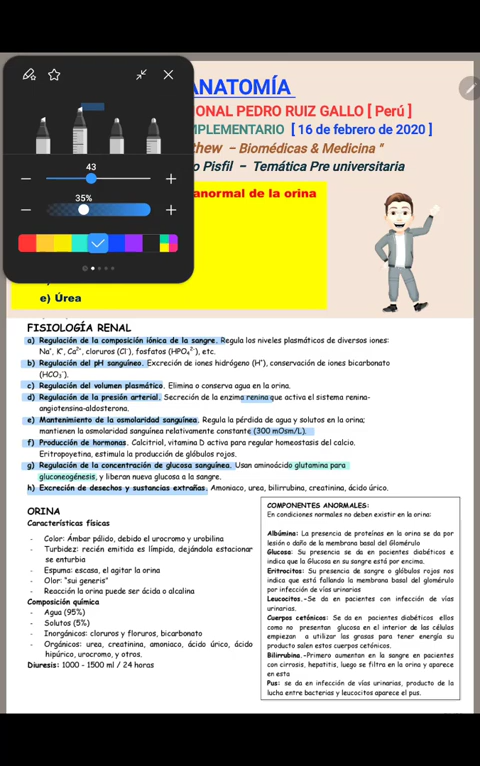 ANATOMÍA
IONAL PEDRO RUIZ GALLO [ Perú ]
MPLEMENTARIO [ 16 de febrero de 2020 ]
thew – Biomédicas & Medicina "
o Pisfil – Temática Pre universitaria
43
35%
anormal de la orina
e) Úrea
FISIOLOGÍA RENAL
a) Regulación de la composición iónica de la sangre. Regula los niveles plasmáticos de diversos iones:
Na⁺, K⁺, Ca²⁺, cloruros (Cl⁻), fosfatos (HPO₄²⁻), etc.
b) Regulación del pH sanguíneo. Excreción de iones hidrógeno (H⁺), conservación de iones bicarbonato
(HCO₃⁻).
c) Regulación del volumen plasmático. Elimina o conserva agua en la orina.
d) Regulación de la presión arterial. Secreción de la enzima renina que activa el sistema renina-
angiotensina-aldosterona.
e) Mantenimiento de la osmolaridad sanguínea. Regula la pérdida de agua y solutos en la orina;
mantienen la osmolaridad sanguínea relativamente constante (300 mOsm/L).
f) Producción de hormonas. Calcitriol, vitamina D activa para regular homeostasis del calcio.
Eritropoyetina, estimula la producción de glóbulos rojos.
g) Regulación de la concentración de glucosa sanguínea. Usan aminoácido glutamina para
gluconeogénesis, y liberan nueva glucosa a la sangre.
h) Excreción de desechos y sustancias extrañas. Amoniaco, urea, bilirrubina, creatinina, ácido úrico.
ORINA
Características físicas
- Color: Ámbar pálido, debido el urocromo y urobilina
- Turbidez: recién emitida es límpida, dejándola estacionar
se enturbia
- Espuma: escasa, el agitar la orina
- Olor: "sui generis"
- Reacción la orina puede ser ácida o alcalina
Composición química
- Agua (95%)
- Solutos (5%)
- Inorgánicos: cloruros y floruros, bicarbonato
- Orgánicos: urea, creatinina, amoniaco, ácido úrico, ácido
hipúrico, urocromo, y otros.
Diuresis: 1000 - 1500 ml / 24 horas
COMPONENTES ANORMALES:
En condiciones normales no deben existir en la orina:
Albúmina: La presencia de proteínas en la orina se da por
lesión o daño de la membrana basal del Glomérulo
Glucosa: Su presencia se da en pacientes diabéticos e
indica que la Glucosa en su sangre está por encima.
Eritrocitos: Su presencia de sangre o glóbulos rojos nos
indica que está fallando la membrana basal del glomérulo
por infección de vías urinarias
Leucocitos.-Se da en pacientes con infección de vías
urinarias.
Cuerpos cetónicos: Se da en pacientes diabéticos ellos
como no presentan glucosa en el interior de las células
empiezan a utilizar las grasas para tener energía su
producto salen estos cuerpos cetónicos.
Bilirrubina.-Primero aumentan en la sangre en pacientes
con cirrosis, hepatitis, luego se filtra en la orina y aparece
en esta
Pus: se da en infección de vías urinarias, producto de la
lucha entre bacterias y leucocitos aparece el pus.